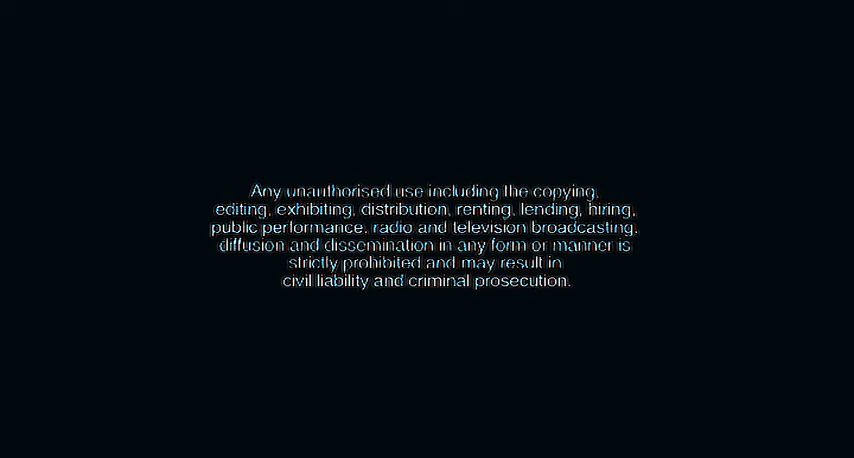 Any unauthorised use including the copying,
editing, exhibiting, distribution, renting, lending, hiring,
public performance, radio and television broadcasting,
diffusion and dissemination in any form or manner is
strictly prohibited and may result in
civil liability and criminal prosecution.